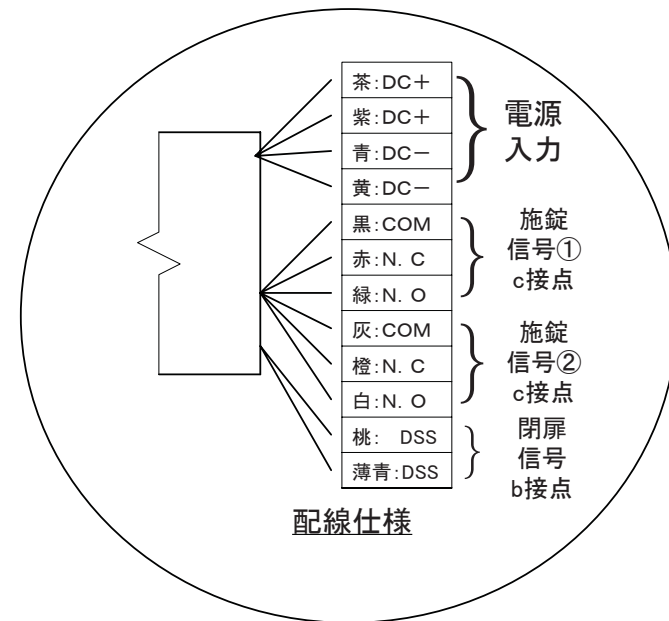 茶:DC+
紫:DC+
青:DC−
黄:DC−
電源
入力
黒:COM
赤:N. C
緑:N. O
施錠
信号①
c接点
灰:COM
橙:N. C
白:N. O
施錠
信号②
c接点
桃: DSS
薄青:DSS
閉扉
信号
b接点
配線仕様